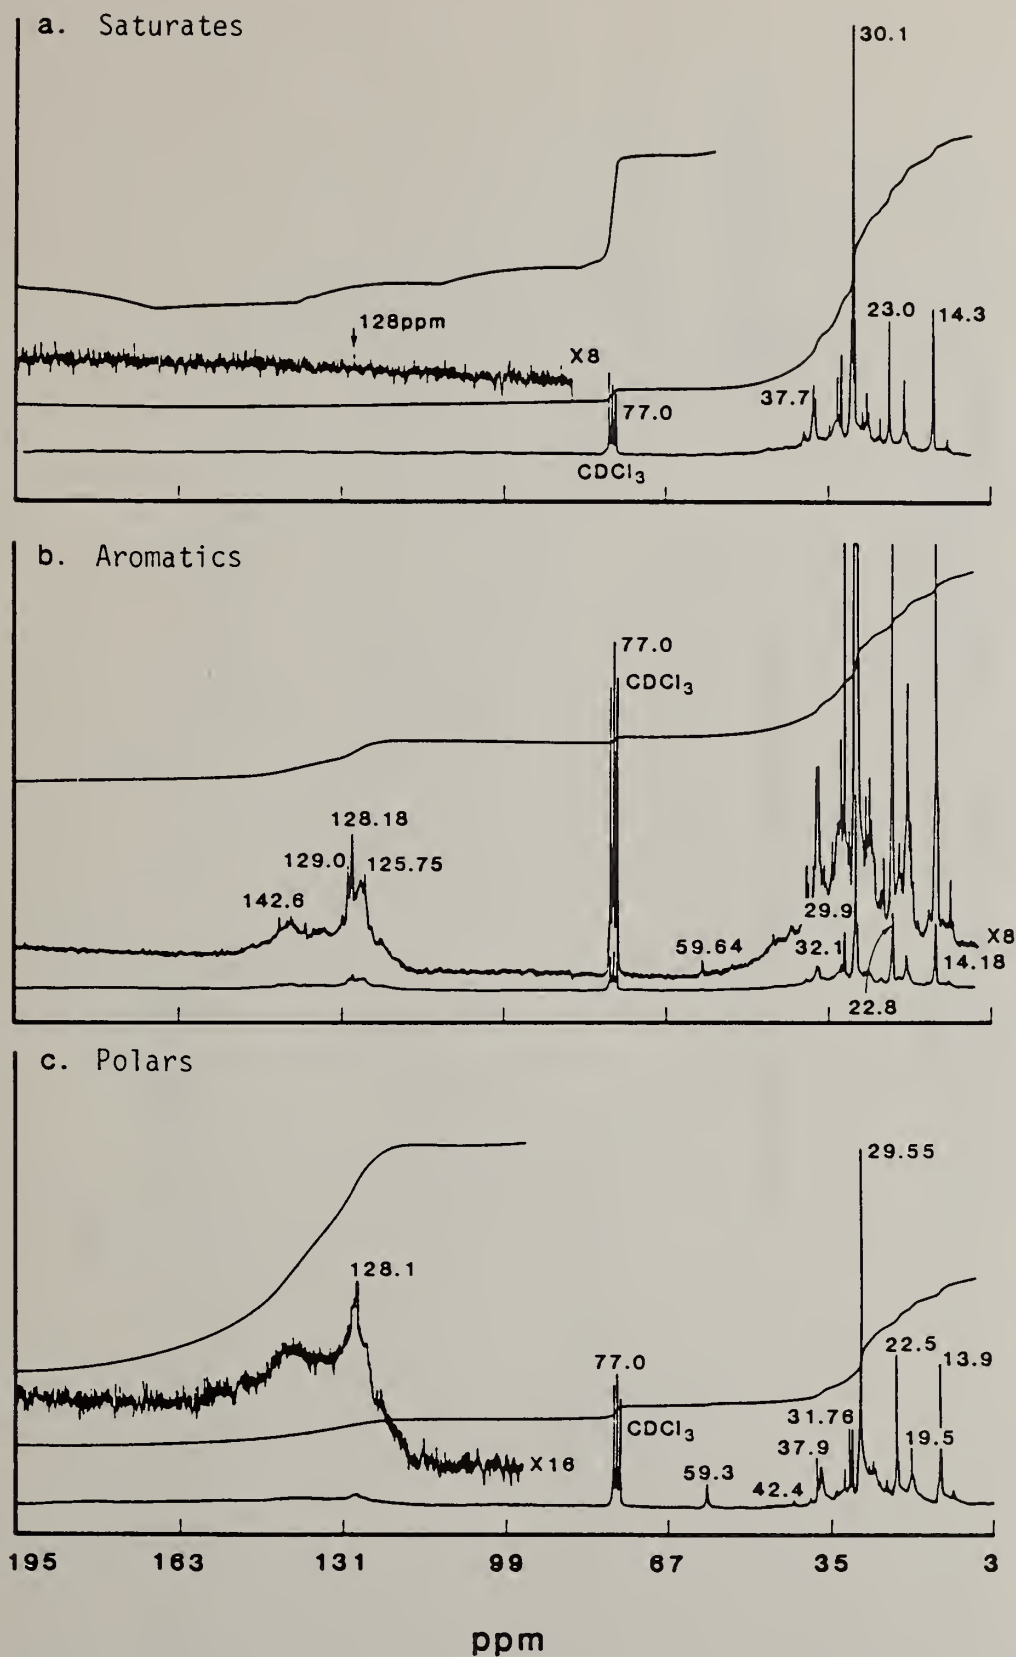 a. Saturates
30.1
128ppm
X8
23.0
14.3
37.7
77.0
CDCl3
b. Aromatics
77.0
CDCl3
128.18
129.0
125.75
142.6
59.64
29.9
32.1
X8
14.18
22.8
c. Polars
29.55
128.1
77.0
22.5
13.9
CDCl3
31.76
19.5
37.9
X16
59.3
42.4
195 163 131 99 67 35 3
ppm